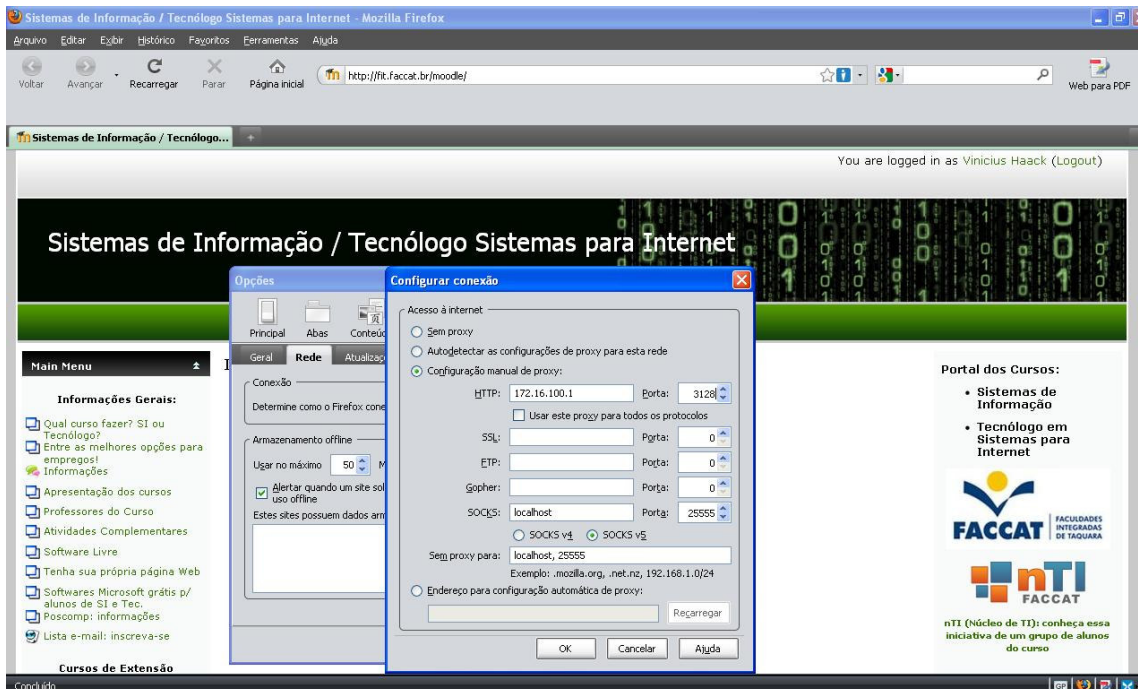 Sistemas de Informação / Tecnólogo Sistemas para Internet - Mozilla Firefox
Arquivo Editar Exibir Histórico Favoritos Ferramentas Ajuda
Voltar Avançar Recarregar Parar Página inicial http://fit.faccat.br/moodle/ Web para PDF
Sistemas de Informação / Tecnólogo...
You are logged in as Vinicius Haack (Logout)
Sistemas de Informação / Tecnólogo Sistemas para Internet
Main Menu
Informações Gerais:
Qual curso fazer? SI ou
Tecnólogo?
Entre as melhores opções para
empregos!
Informações
Apresentação dos cursos
Professores do Curso
Atividades Complementares
Software Livre
Tenha sua própria página Web
Softwares Microsoft grátis p/
alunos de SI e Tec.
Poscomp: informações
Lista e-mail: inscreva-se
Cursos de Extensão
Opções
Principal Abas
Geral Rede
Conexão
Determine como o Firefox
Armazenamento offline
Usar no máximo 50
Alertar quando um site
uso offline
Estes sites possuem dados
Configurar conexão
Acesso à internet
Sem proxy
Autodetectar as configurações de proxy para esta rede
Configuração manual de proxy:
HTTP: 172.16.100.1 Porta: 3128
Usar este proxy para todos os protocolos
SSL: Porta: 0
FTP: Porta: 0
Gopher: Porta: 0
SOCKS: localhost Porta: 25555
SOCKS v4 SOCKS v5
Sem proxy para: localhost, 25555
Exemplo: .mozilla.org, .net.nz, 192.168.1.0/24
Endereço para configuração automática de proxy:
Recarregar
OK Cancelar Ajuda
Portal dos Cursos:
Sistemas de
Informação
Tecnólogo em
Sistemas para
Internet
FACCAT FACULDADES
INTEGRADAS
DE TAQUARA
nTI
FACCAT
nTI (Núcleo de TI): conheça essa
iniciativa de um grupo de alunos
do curso
Concluído